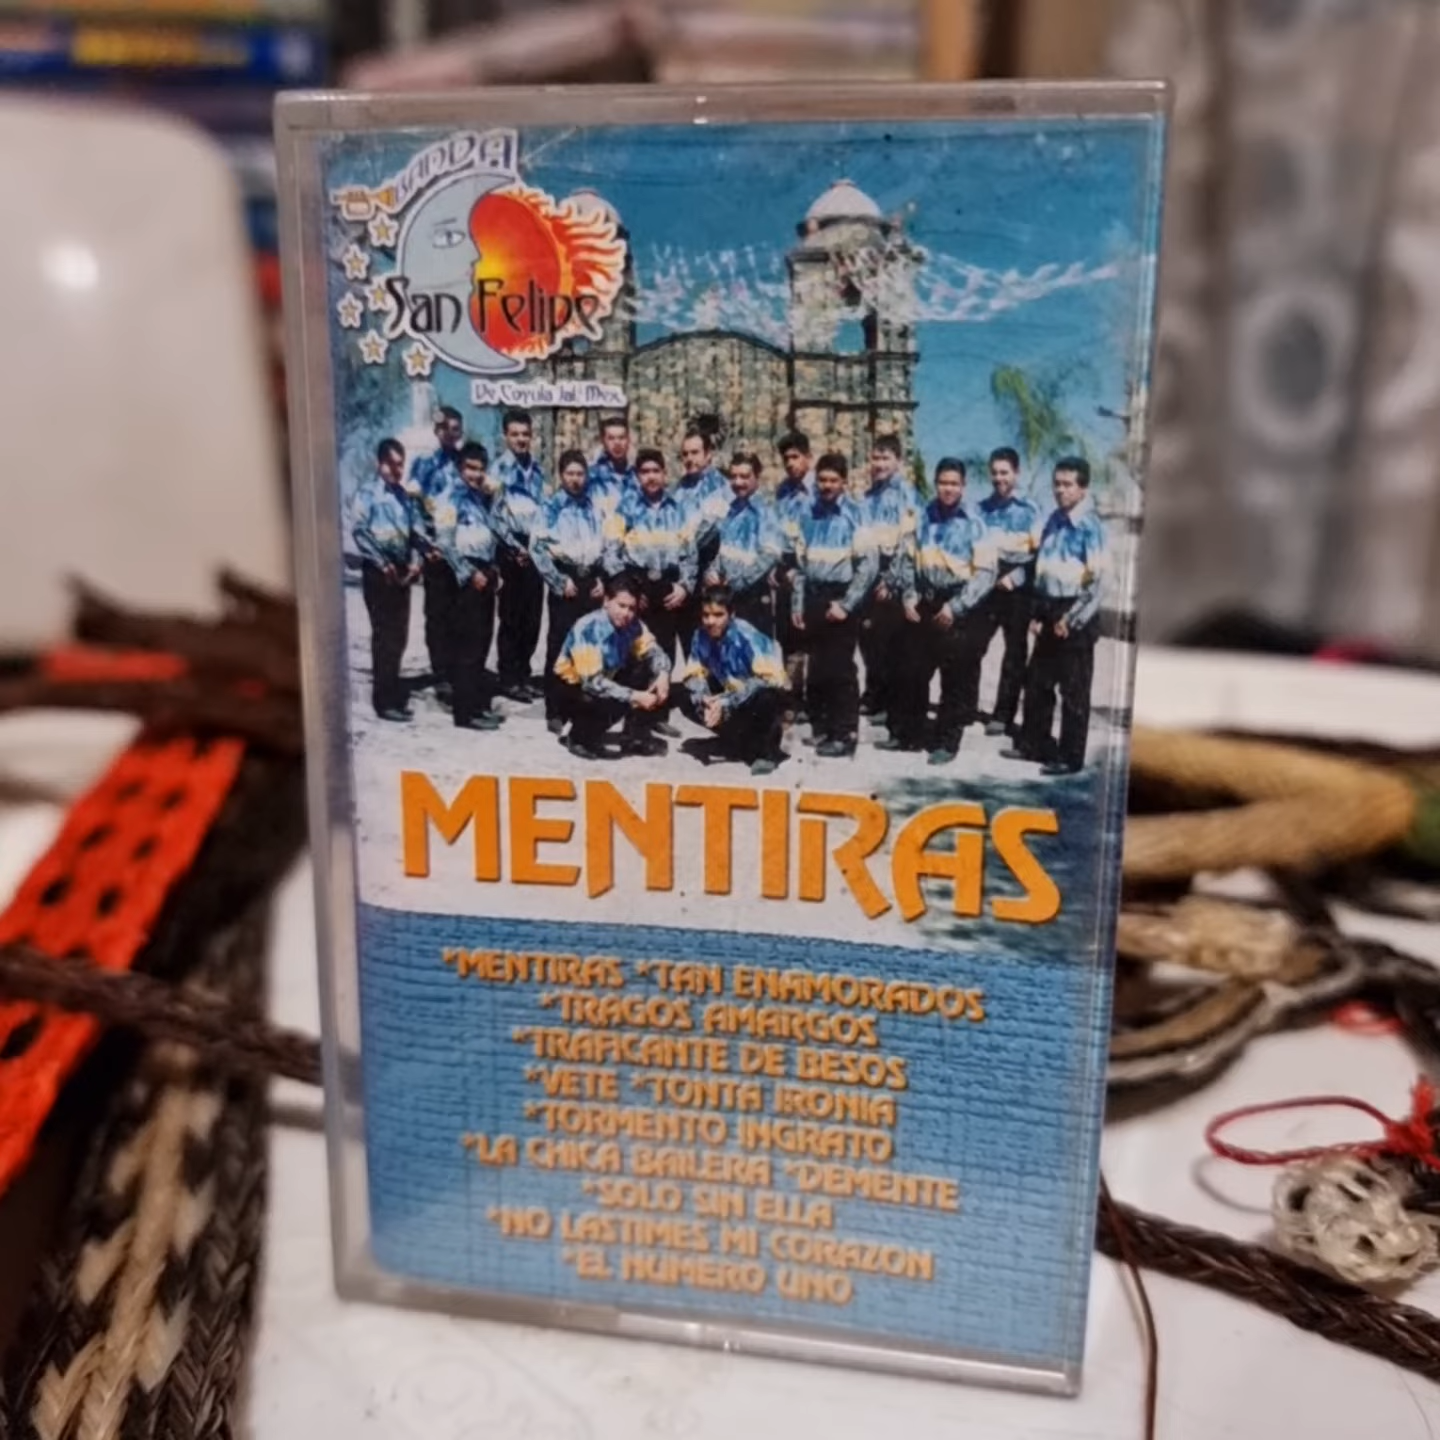 BANDA
San Felipe
De Coyula Jal. Mex.
MENTIRAS
*MENTIRAS *TAN ENAMORADOS
*TRAGOS AMARGOS
*TRAFICANTE DE BESOS
*VETE *TONTA IRONIA
*TORMENTO INGRATO
*LA CHICA BAILERA *DEMENTE
*SOLO SIN ELLA
*NO LASTIMES MI CORAZON
*EL NUMERO UNO